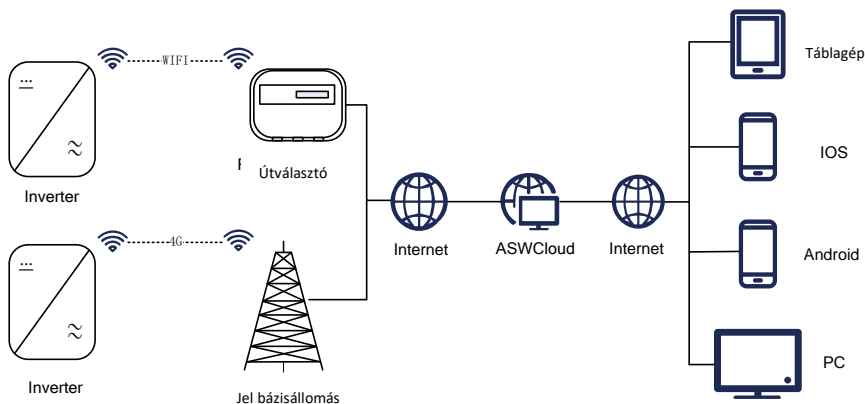 WIFI
Útválasztó
Inverter
4G
Inverter
Jel bázisállomás
Internet
ASWCloud
Internet
Táblagép
IOS
Android
PC